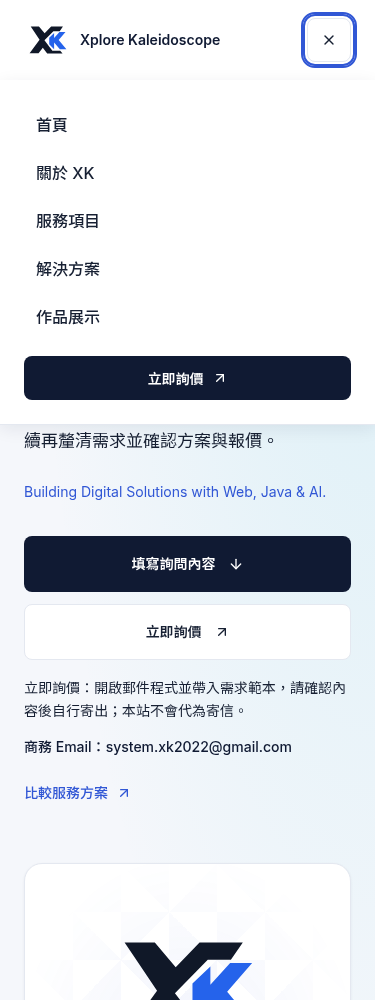 XK Xplore Kaleidoscope
首頁
關於 XK
服務項目
解決方案
作品展示
立即詢價
續再釐清需求並確認方案與報價。
Building Digital Solutions with Web, Java & AI.
填寫詢問內容
立即詢價
立即詢價：開啟郵件程式並帶入需求範本，請確認內
容後自行寄出；本站不會代為寄信。
商務 Email：system.xk2022@gmail.com
比較服務方案
XK